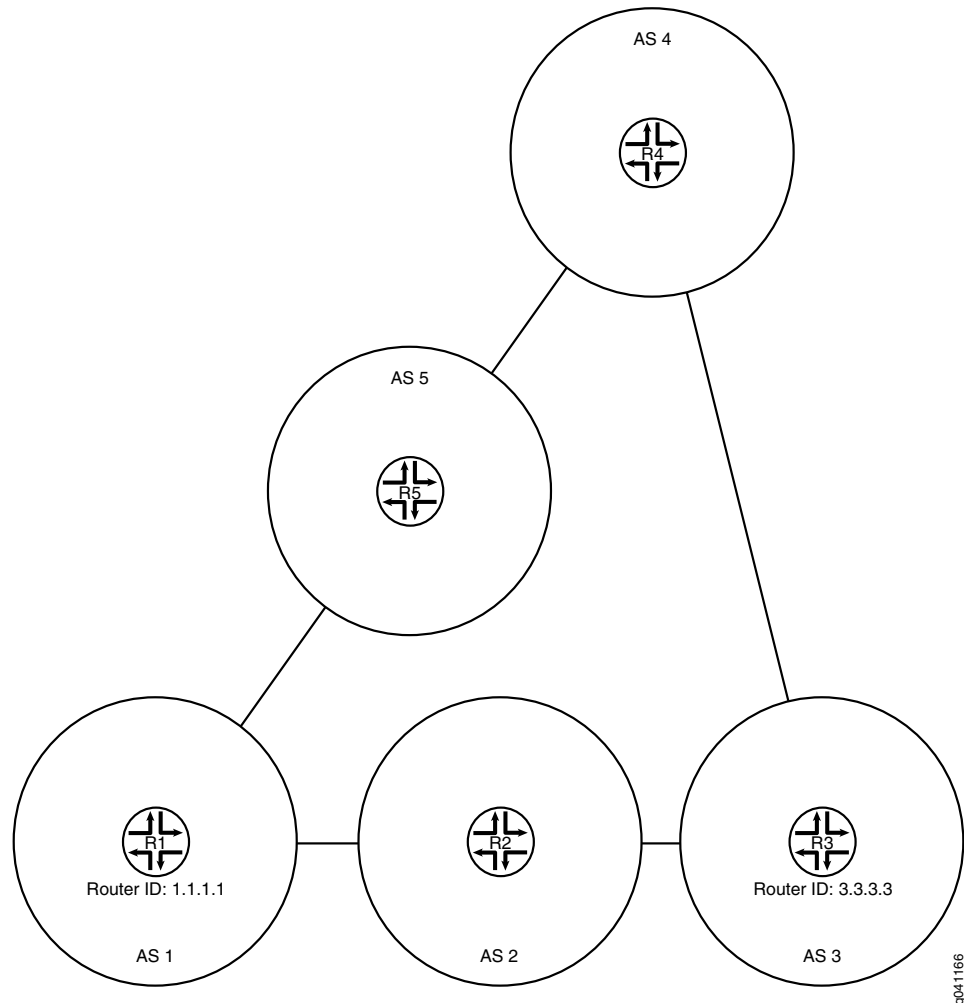 AS 4
R4
AS 5
R5
R1
Router ID: 1.1.1.1
AS 1
R2
AS 2
R3
Router ID: 3.3.3.3
AS 3
g041166